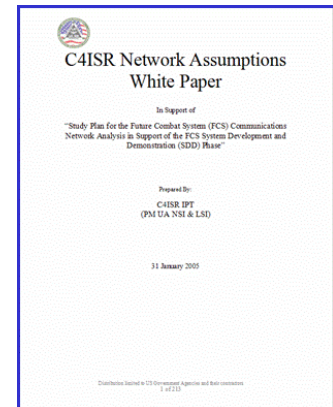 C4ISR Network Assumptions
White Paper
In Support of
“Study Plan for the Future Combat System (FCS) Communications
Network Analysis in Support of the FCS System Development and
Demonstration (SDD) Phase”
Prepared By:
C4ISR IPT
(PM UA NSI & LSI)
31 January 2005
Distribution limited to US Government Agencies and their contractors
1 of 213